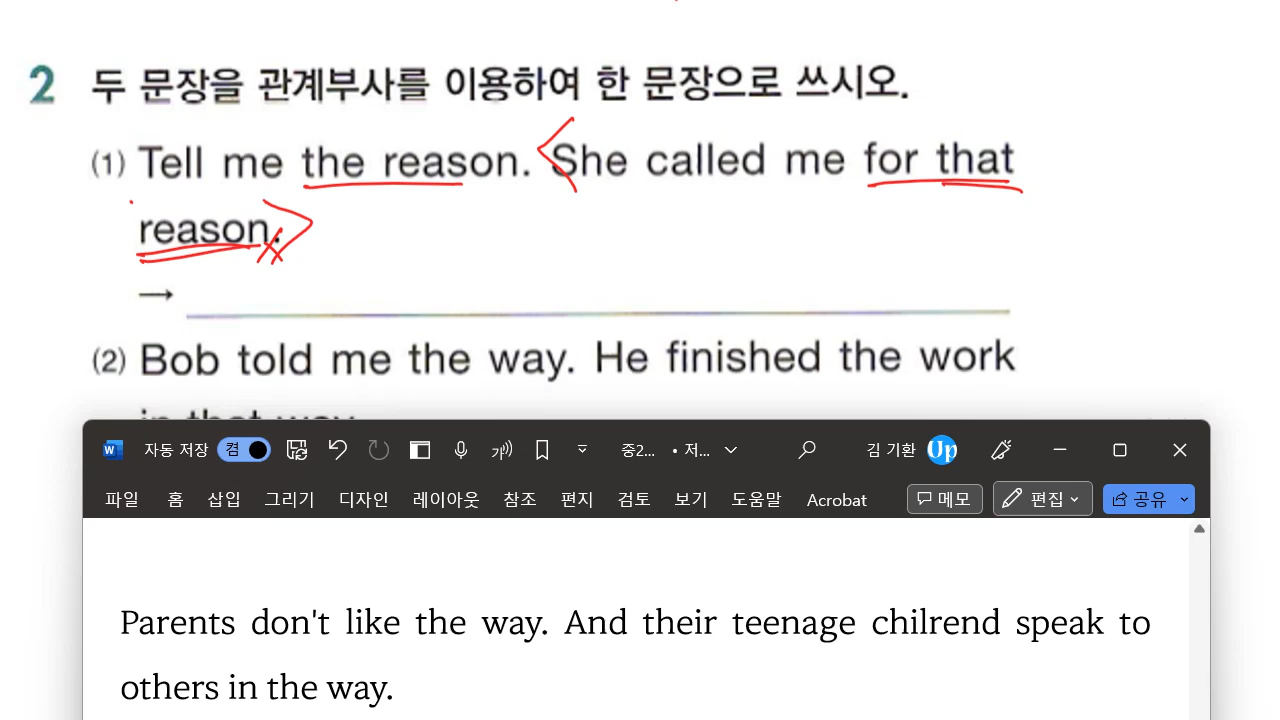 2 두 문장을 관계부사를 이용하여 한 문장으로 쓰시오.
(1) Tell me the reason. She called me for that
reason.
→
(2) Bob told me the way. He finished the work
in that way.
자동 저장 켬 가 중2... • 저... 김 기환 Up
파일 홈 삽입 그리기 디자인 레이아웃 참조 편지 검토 보기 도움말 Acrobat 메모 편집 공유
Parents don't like the way. And their teenage chilrend speak to
others in the way.